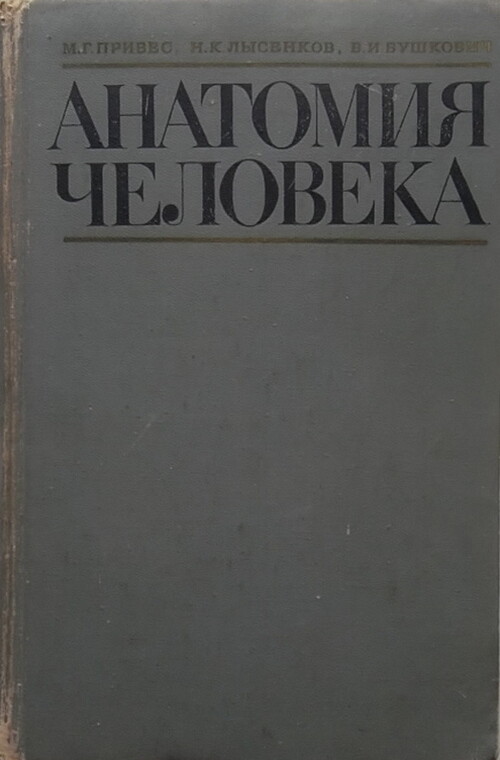 М.Г. ПРИВЕС, Н.К. ЛЫСЕНКОВ, В.И БУШКОВИЧ
АНАТОМИЯ
ЧЕЛОВЕКА